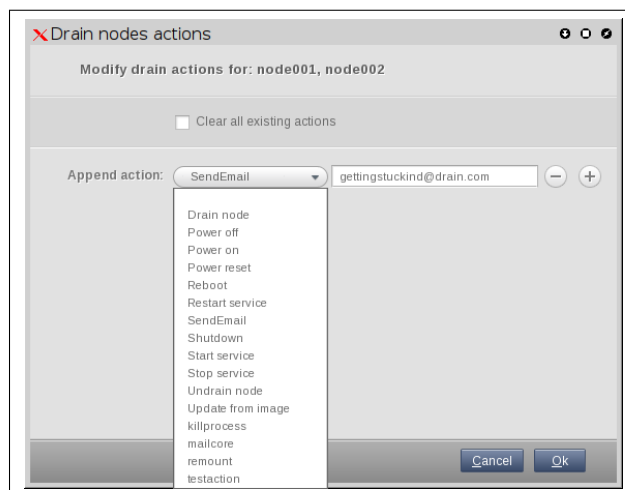 Drain nodes actions
Modify drain actions for: node001, node002
Clear all existing actions
Append action: SendEmail gettingstuckind@drain.com
Drain node
Power off
Power on
Power reset
Reboot
Restart service
SendEmail
Shutdown
Start service
Stop service
Undrain node
Update from image
killprocess
mailcore
remount
testaction
Cancel Ok